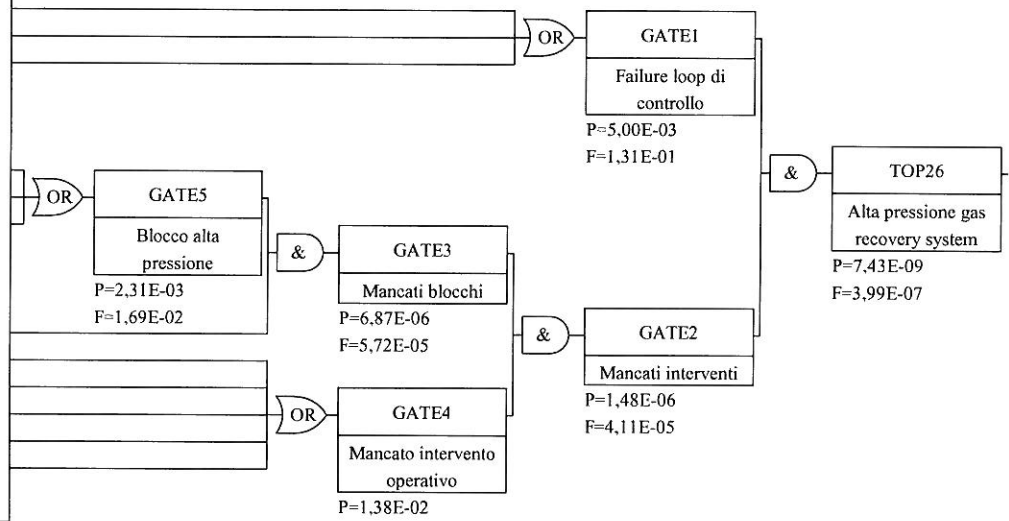 OR
GATE1
Failure loop di
controllo
P=5,00E-03
F=1,31E-01
&
TOP26
Alta pressione gas
recovery system
P=7,43E-09
F=3,99E-07
OR
GATE5
Blocco alta
pressione
P=2,31E-03
F=1,69E-02
&
GATE3
Mancati blocchi
P=6,87E-06
F=5,72E-05
&
GATE2
Mancati interventi
P=1,48E-06
F=4,11E-05
OR
GATE4
Mancato intervento
operativo
P=1,38E-02